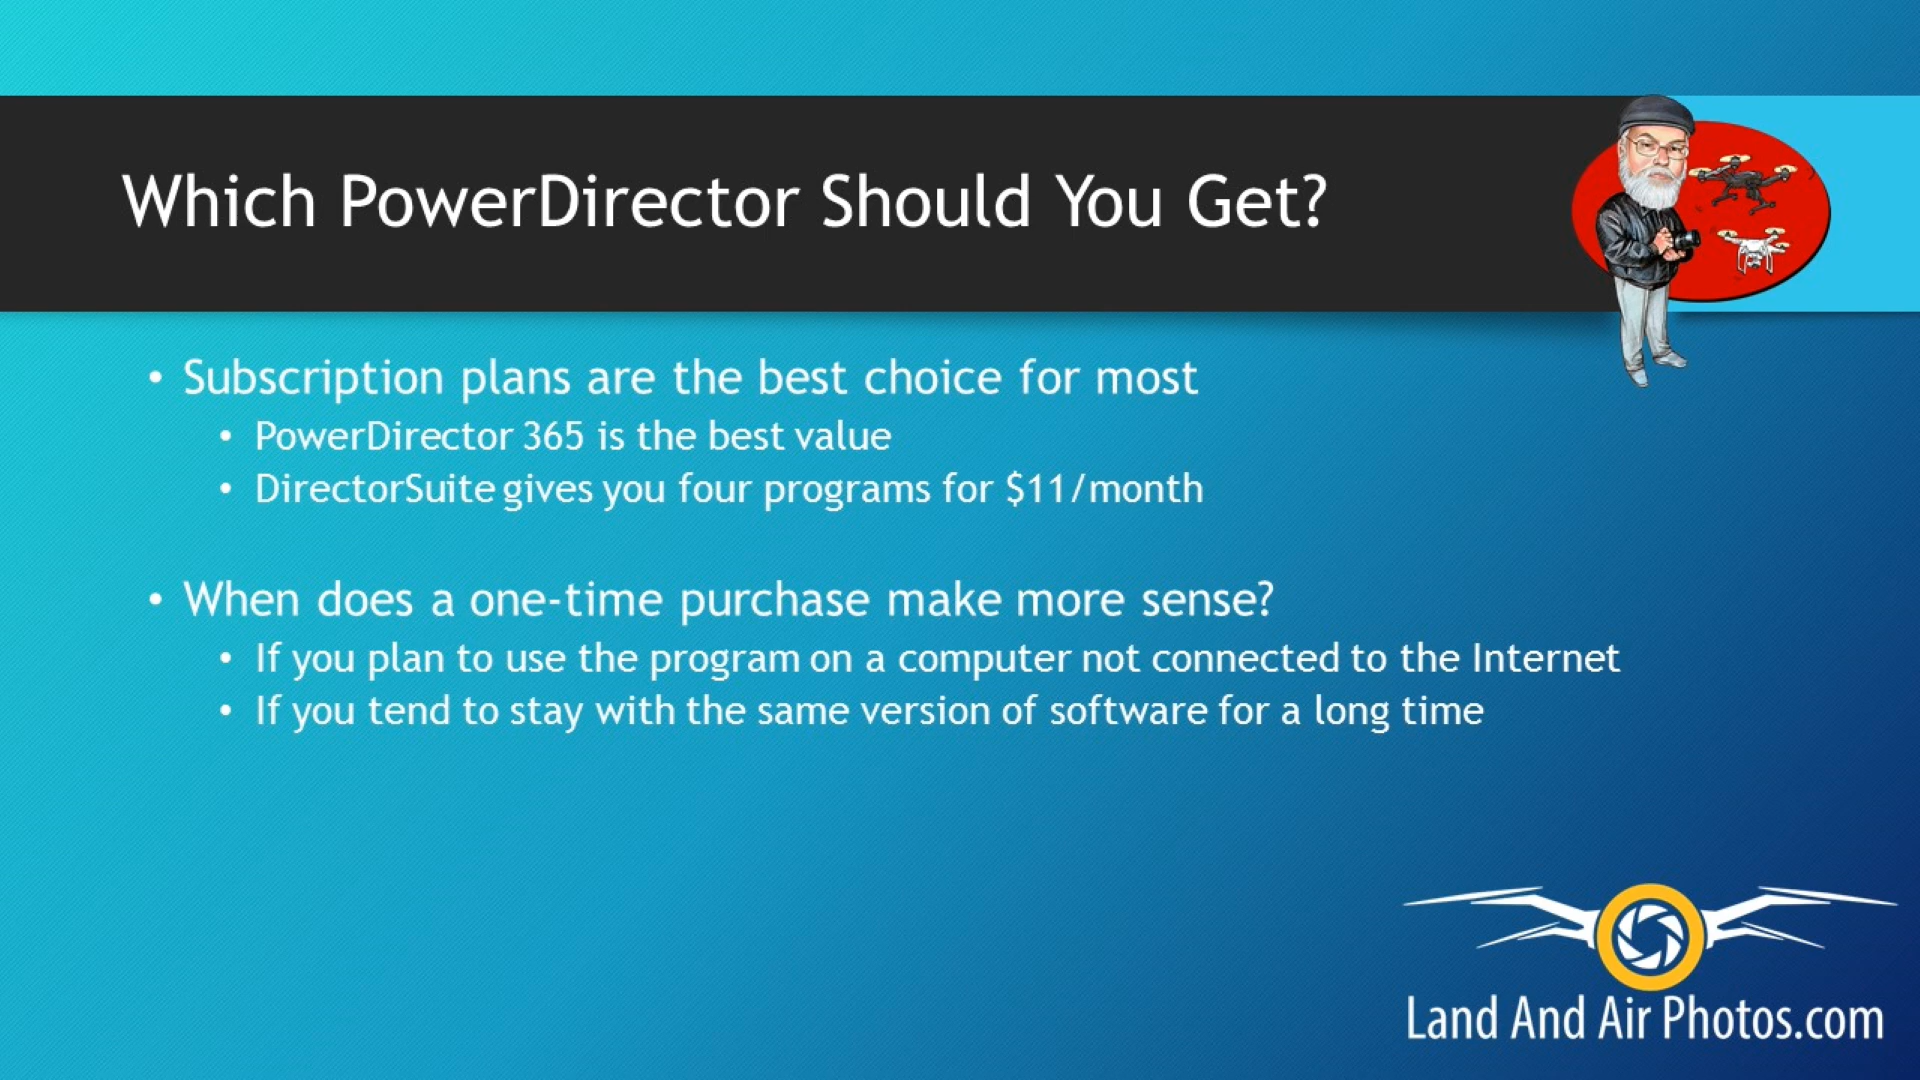 Which PowerDirector Should You Get?
• Subscription plans are the best choice for most
• PowerDirector 365 is the best value
• DirectorSuite gives you four programs for $11/month
• When does a one-time purchase make more sense?
• If you plan to use the program on a computer not connected to the Internet
• If you tend to stay with the same version of software for a long time
Land And Air Photos.com